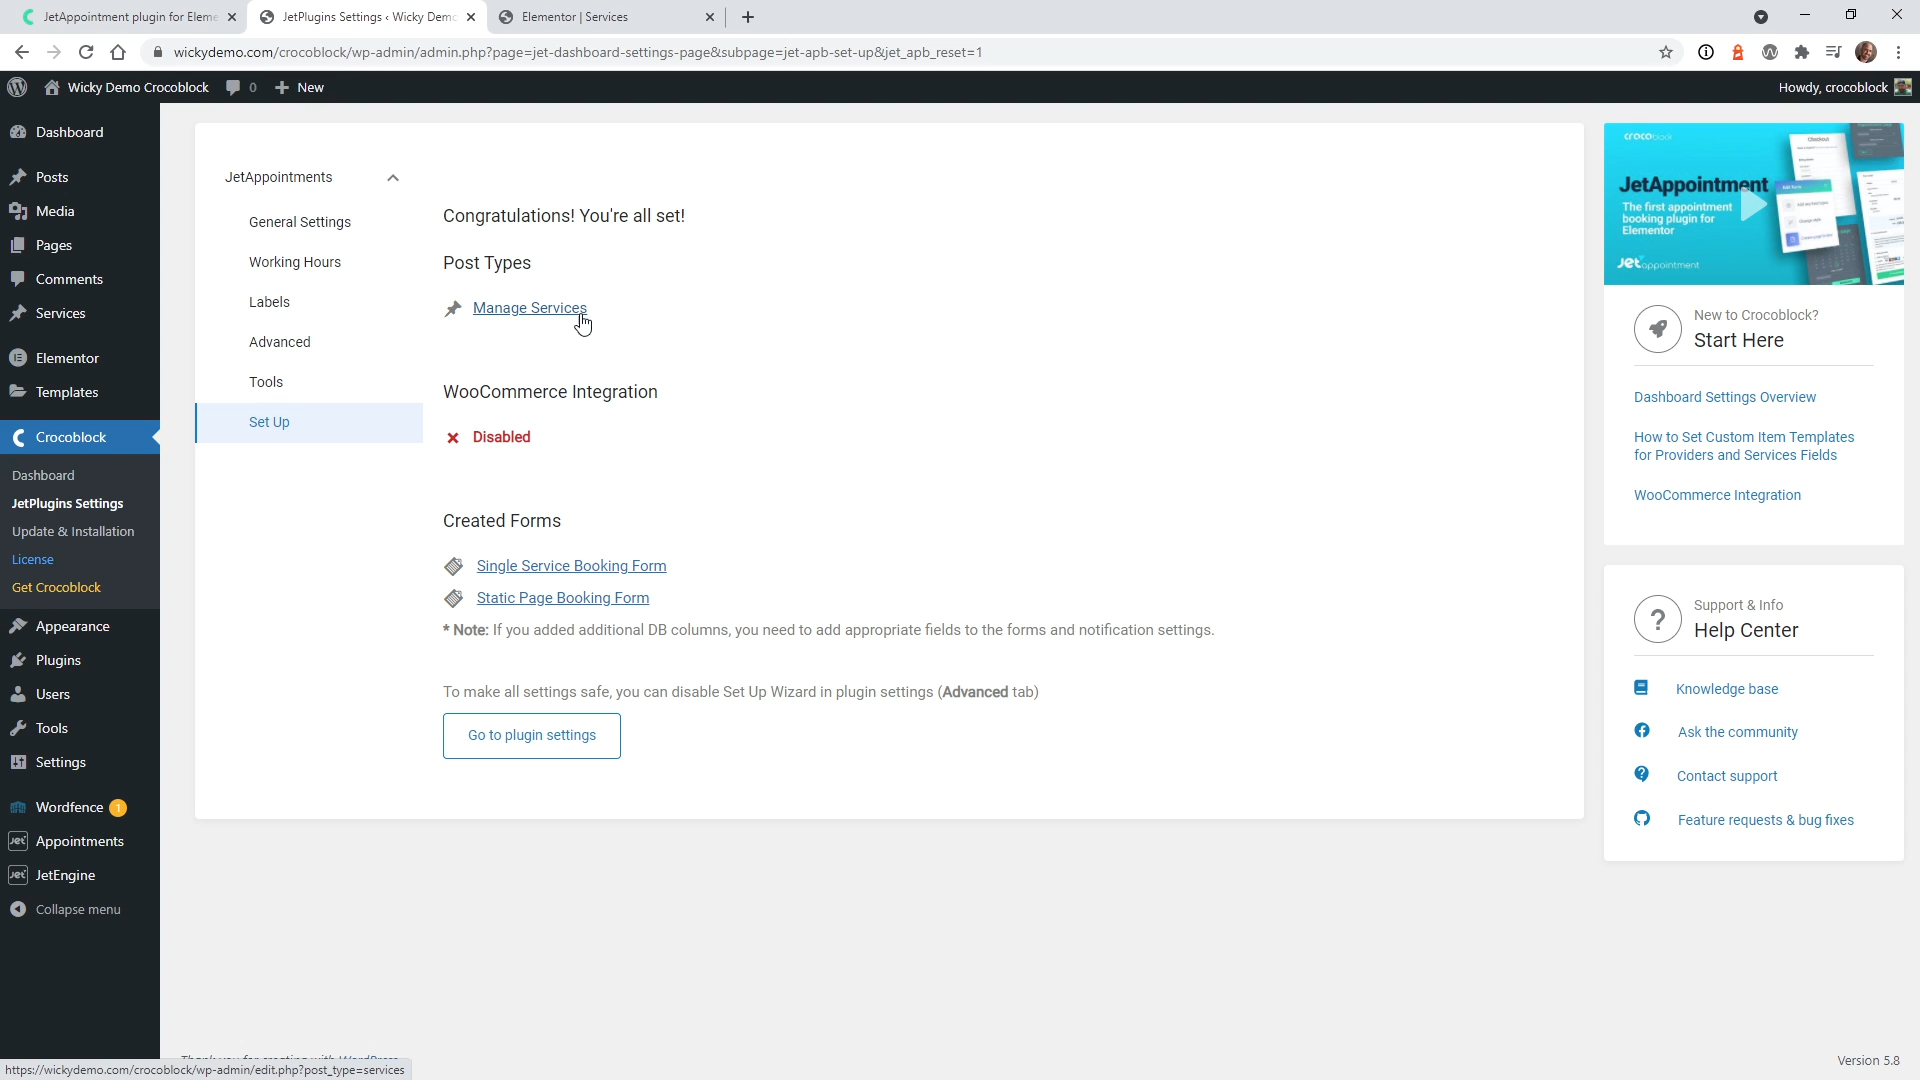 JetAppointment plugin for Eleme
JetPlugins Settings ‹ Wicky Demo
Elementor | Services
wickydemo.com/crocoblock/wp-admin/admin.php?page=jet-dashboard-settings-page&subpage=jet-apb-set-up&jet_apb_reset=1
Wicky Demo Crocoblock
0
New
Howdy, crocoblock
Dashboard
Posts
Media
Pages
Comments
Services
Elementor
Templates
Crocoblock
Dashboard
JetPlugins Settings
Update & Installation
License
Get Crocoblock
Appearance
Plugins
Users
Tools
Settings
Wordfence 1
Appointments
JetEngine
Collapse menu
JetAppointments
General Settings
Working Hours
Labels
Advanced
Tools
Set Up
Congratulations! You're all set!
Post Types
Manage Services
WooCommerce Integration
Disabled
Created Forms
Single Service Booking Form
Static Page Booking Form
* Note: If you added additional DB columns, you need to add appropriate fields to the forms and notification settings.
To make all settings safe, you can disable Set Up Wizard in plugin settings (Advanced tab)
Go to plugin settings
crocoblock
Checkout
JetAppointment
The first appointment
booking plugin for
Elementor
Jet appointment
New to Crocoblock?
Start Here
Dashboard Settings Overview
How to Set Custom Item Templates
for Providers and Services Fields
WooCommerce Integration
Support & Info
Help Center
Knowledge base
Ask the community
Contact support
Feature requests & bug fixes
Version 5.8
https://wickydemo.com/crocoblock/wp-admin/edit.php?post_type=services